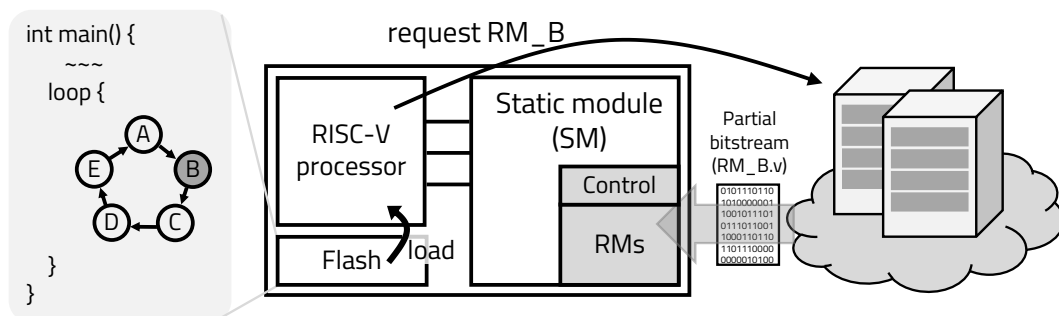 int main() {
~~~
loop {
A
E
B
D
C
}
}
request RM_B
RISC-V
processor
Flash
load
Static module
(SM)
Control
RMs
Partial
bitstream
(RM_B.v)
0101110110
1010000001
1001011101
0111011001
1000110110
1101110000
0000010100